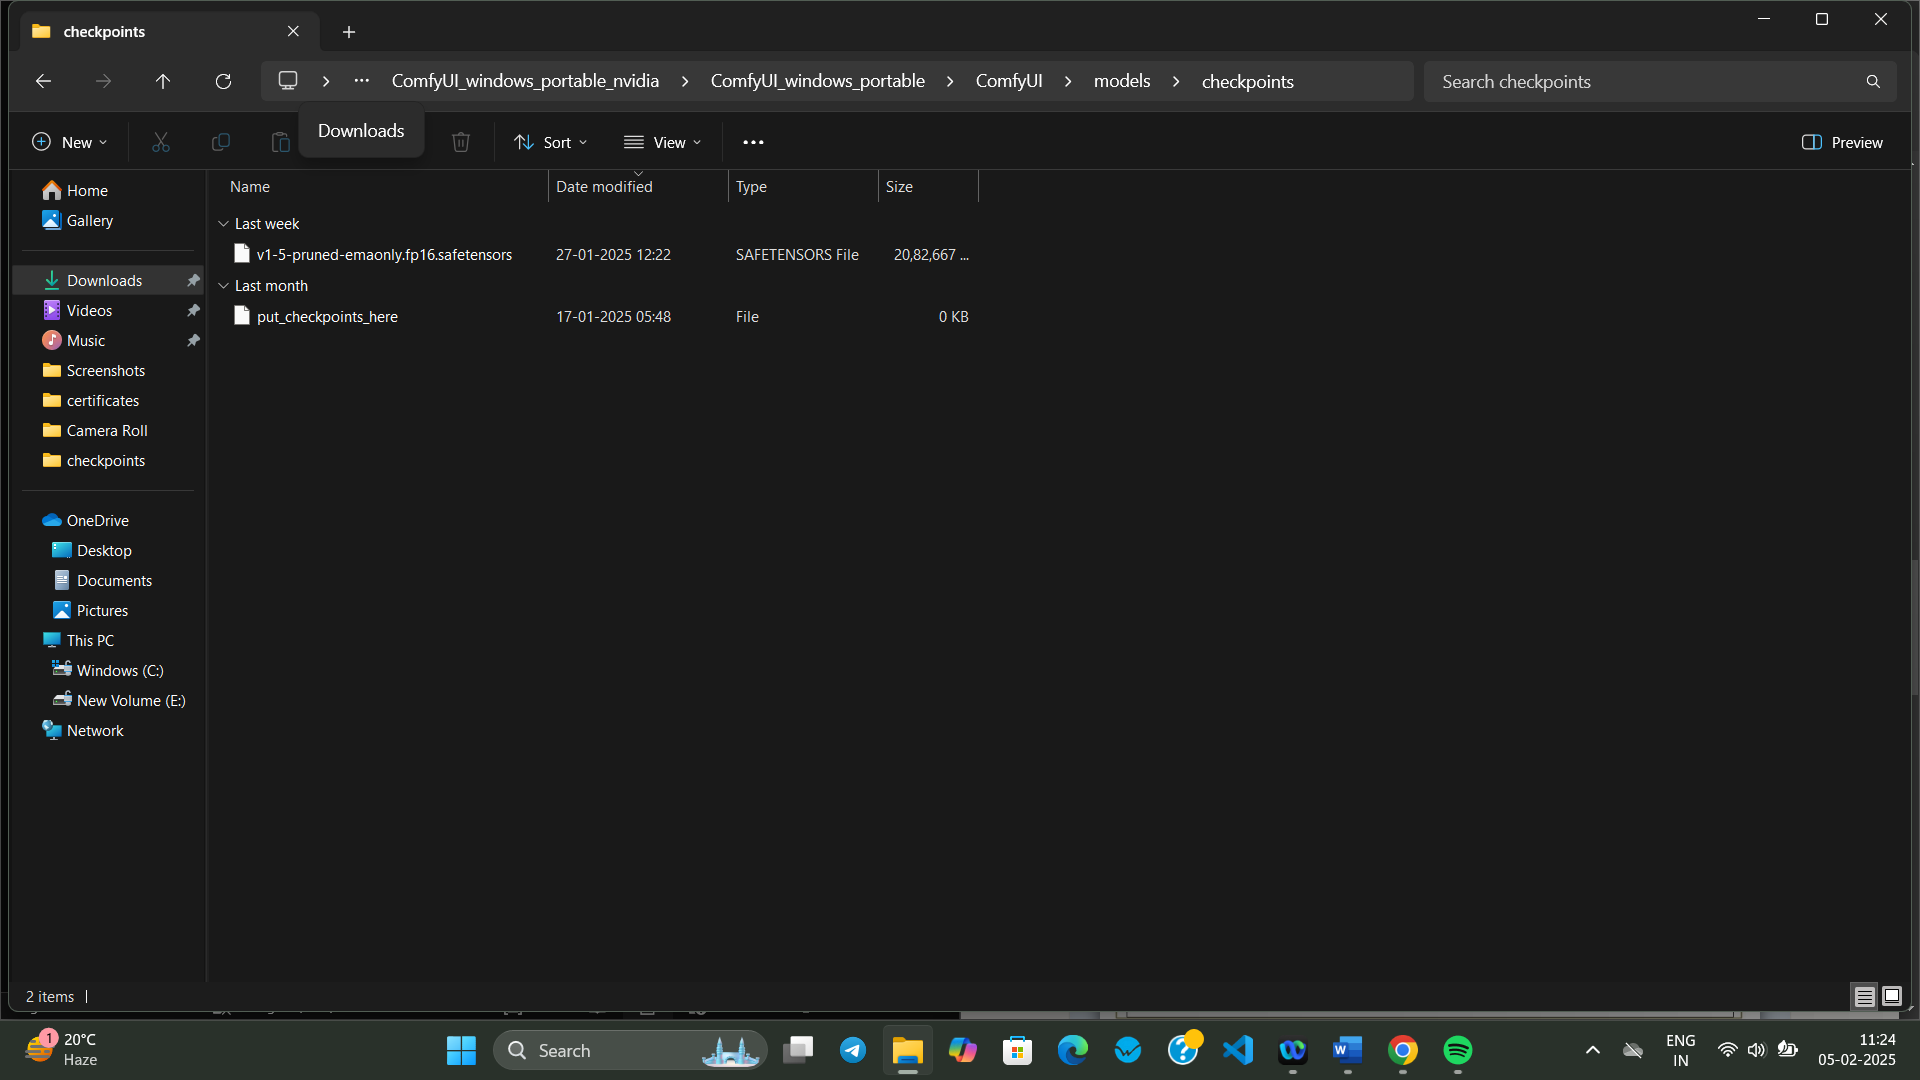 checkpoints
ComfyUI_windows_portable_nvidia
ComfyUI_windows_portable
ComfyUI
models
checkpoints
Search checkpoints
New
Downloads
Sort
View
Preview
Home
Gallery
Downloads
Videos
Music
Screenshots
certificates
Camera Roll
checkpoints
OneDrive
Desktop
Documents
Pictures
This PC
Windows (C:)
New Volume (E:)
Network
Name Date modified Type Size
Last week
v1-5-pruned-emaonly.fp16.safetensors 27-01-2025 12:22 SAFETENSORS File 20,82,667 ...
Last month
put_checkpoints_here 17-01-2025 05:48 File 0 KB
2 items
1
20°C
Haze
Search
ENG
IN
11:24
05-02-2025